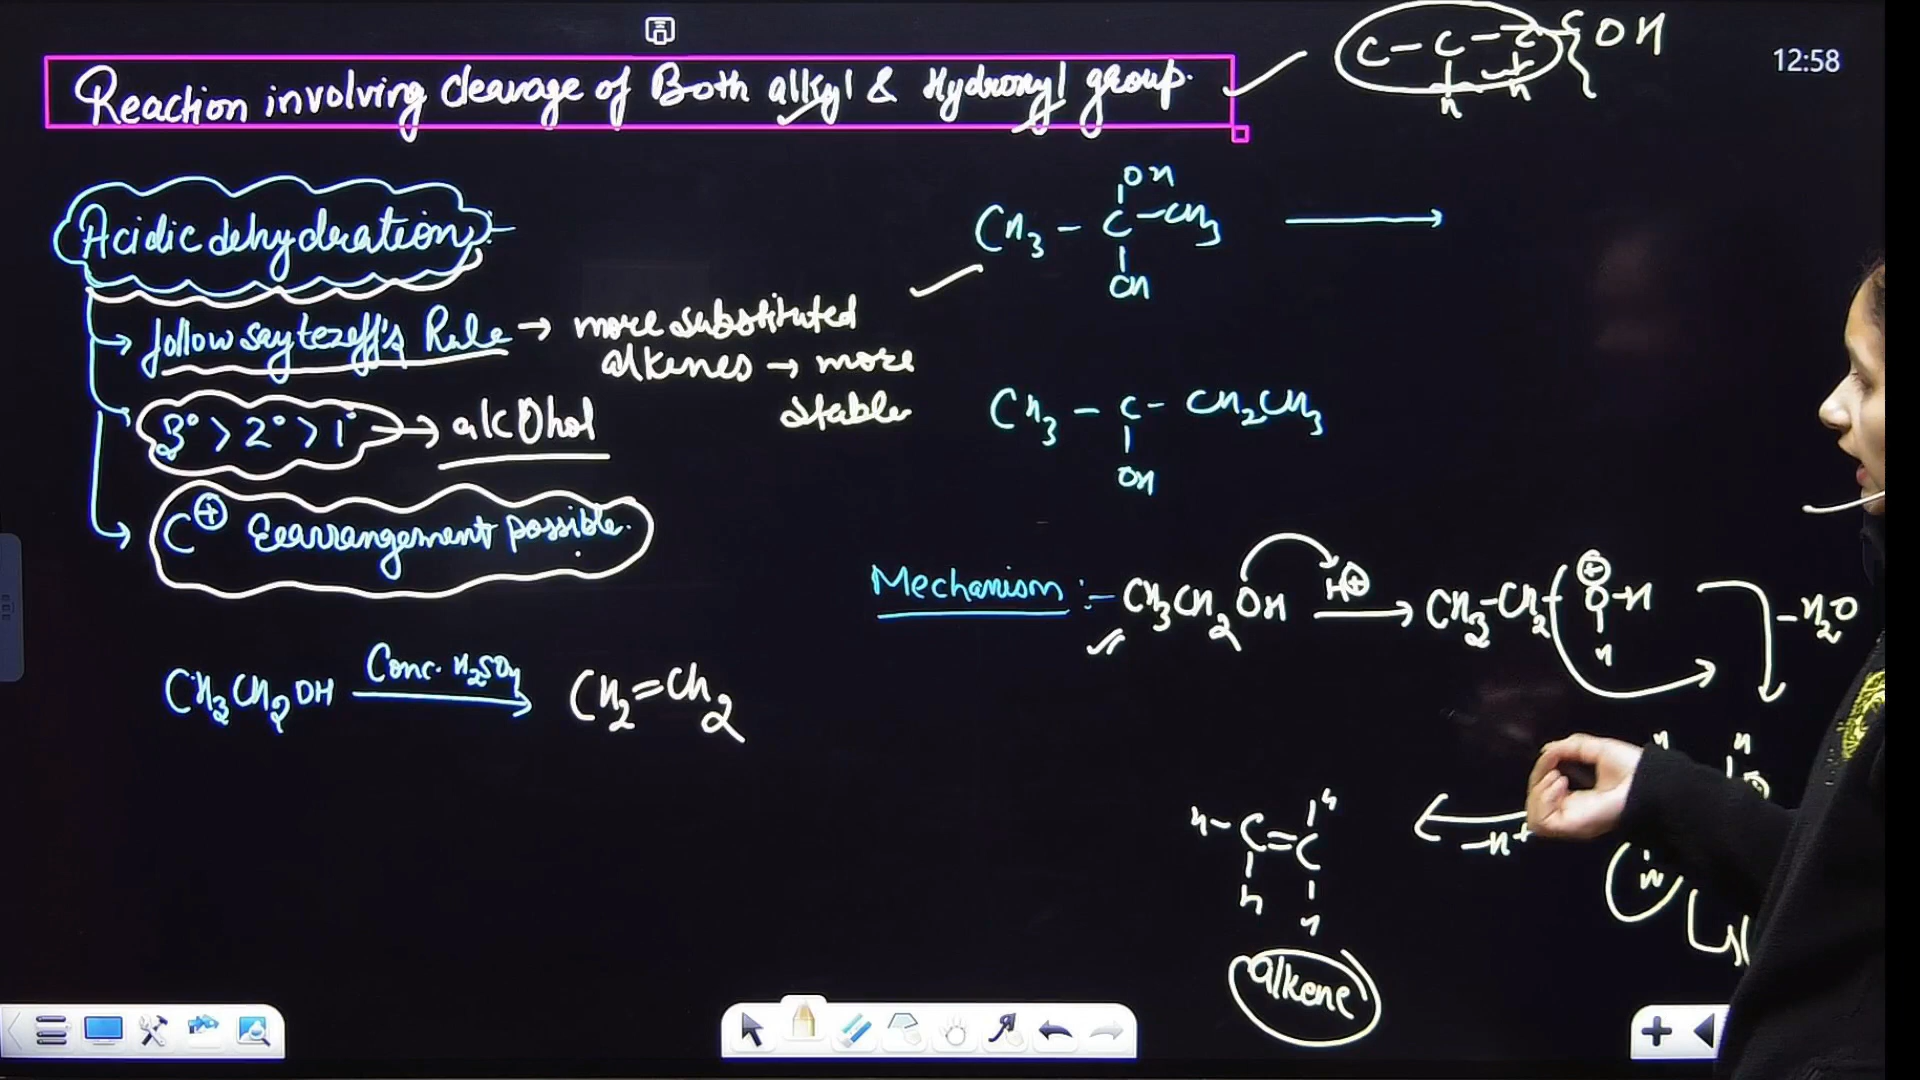 C - C - C - OH
H H
12:58
Reaction involving cleavage of Both alkyl & Hydroxyl group.
Acidic dehydration :-
→ follow saytezeff's Rule → more substituted
alkenes → more
stable
3° > 2° > 1° → alcohol
→ C⊕ Rearrangement possible.
CH3CH2OH Conc. H2SO4 → CH2=CH2
OH
CH3 - C - CH3 →
OH
CH3 - C - CH2CH3
OH
Mechanism :- CH3CH2OH H⊕ → CH3-CH2 O⊕-H -H2O
H
H H
H - C = C H
H H
← -H+
alkene